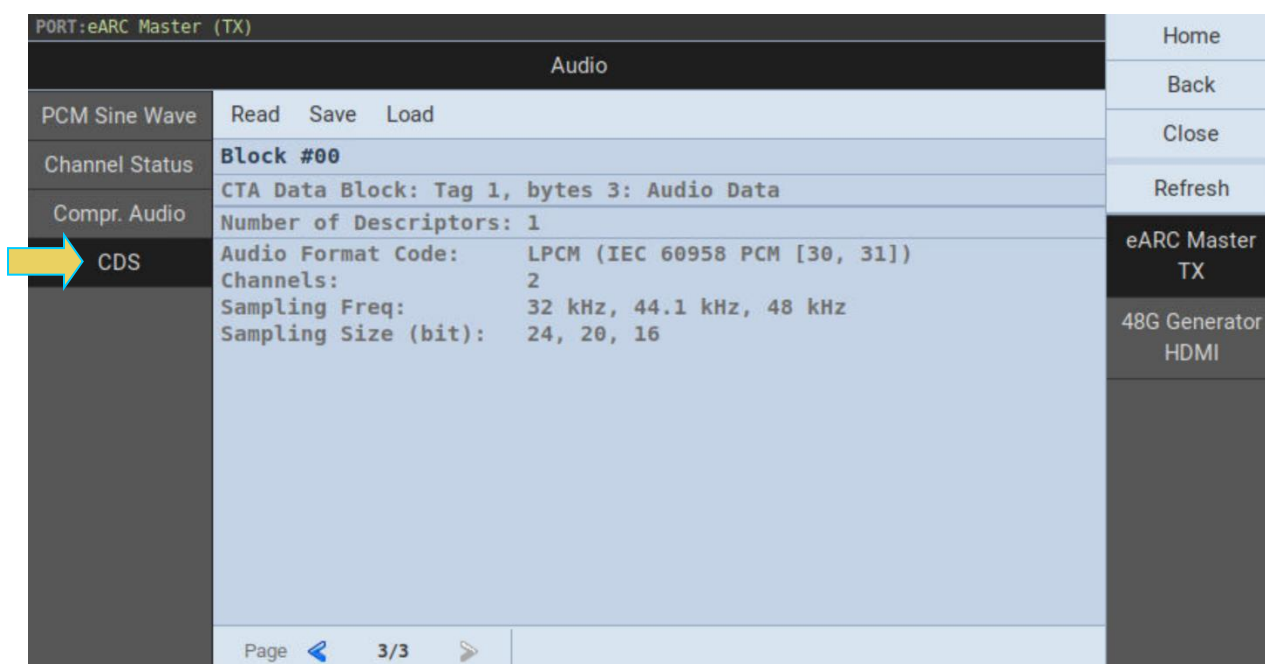 PORT:eARC Master (TX)
Audio
PCM Sine Wave
Channel Status
Compr. Audio
CDS
Read Save Load
Block #00
CTA Data Block: Tag 1, bytes 3: Audio Data
Number of Descriptors: 1
Audio Format Code: LPCM (IEC 60958 PCM [30, 31])
Channels: 2
Sampling Freq: 32 kHz, 44.1 kHz, 48 kHz
Sampling Size (bit): 24, 20, 16
Page 3/3
Home
Back
Close
Refresh
eARC Master
TX
48G Generator
HDMI